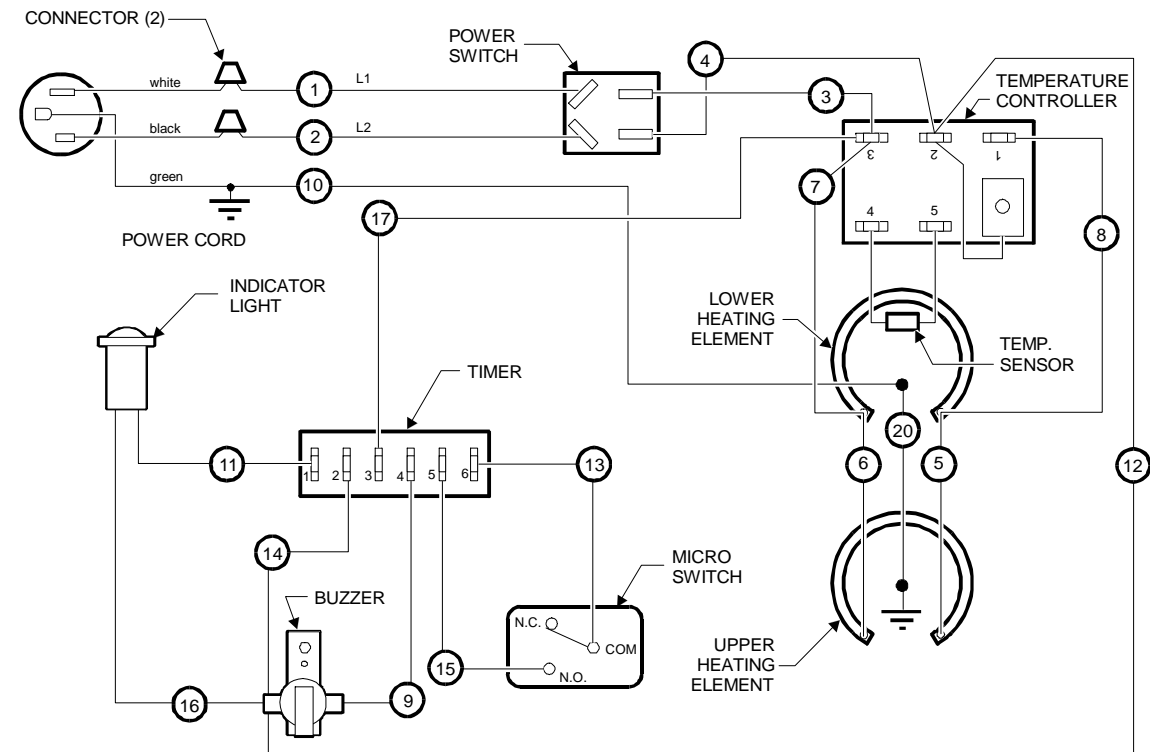 CONNECTOR (2)
POWER
SWITCH
4
white
1
L1
3
TEMPERATURE
CONTROLLER
black
2
L2
3
2
1
green
10
7
17
4
5
8
POWER CORD
INDICATOR
LIGHT
LOWER
HEATING
ELEMENT
TEMP.
SENSOR
TIMER
20
11
1
2
3
4
5
6
13
6
5
12
14
MICRO
SWITCH
BUZZER
N.C.
COM
15
N.O.
UPPER
HEATING
ELEMENT
16
9